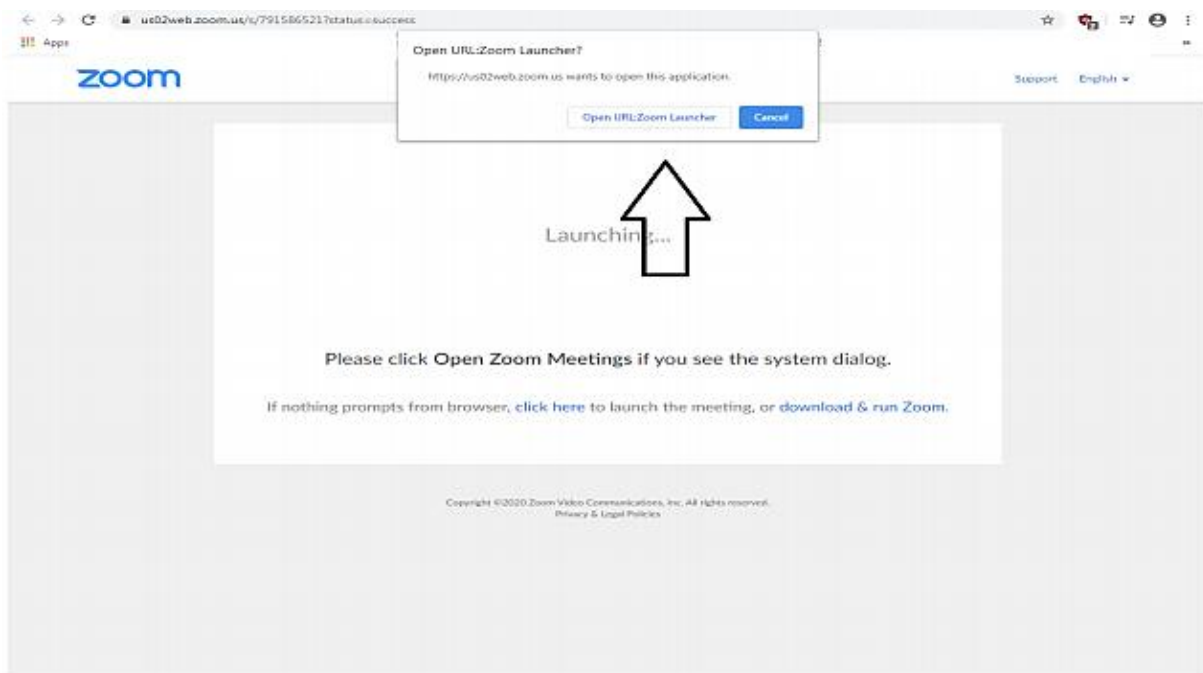 us02web.zoom.us/s/791586521?status=success
Apps
Open URL:Zoom Launcher?
https://us02web.zoom.us wants to open this application.
Open URL:Zoom Launcher
Cancel
zoom
Support
English
Launching...
Please click Open Zoom Meetings if you see the system dialog.
If nothing prompts from browser, click here to launch the meeting, or download & run Zoom.
Copyright ©2020 Zoom Video Communications, Inc. All rights reserved.
Privacy & Legal Policies